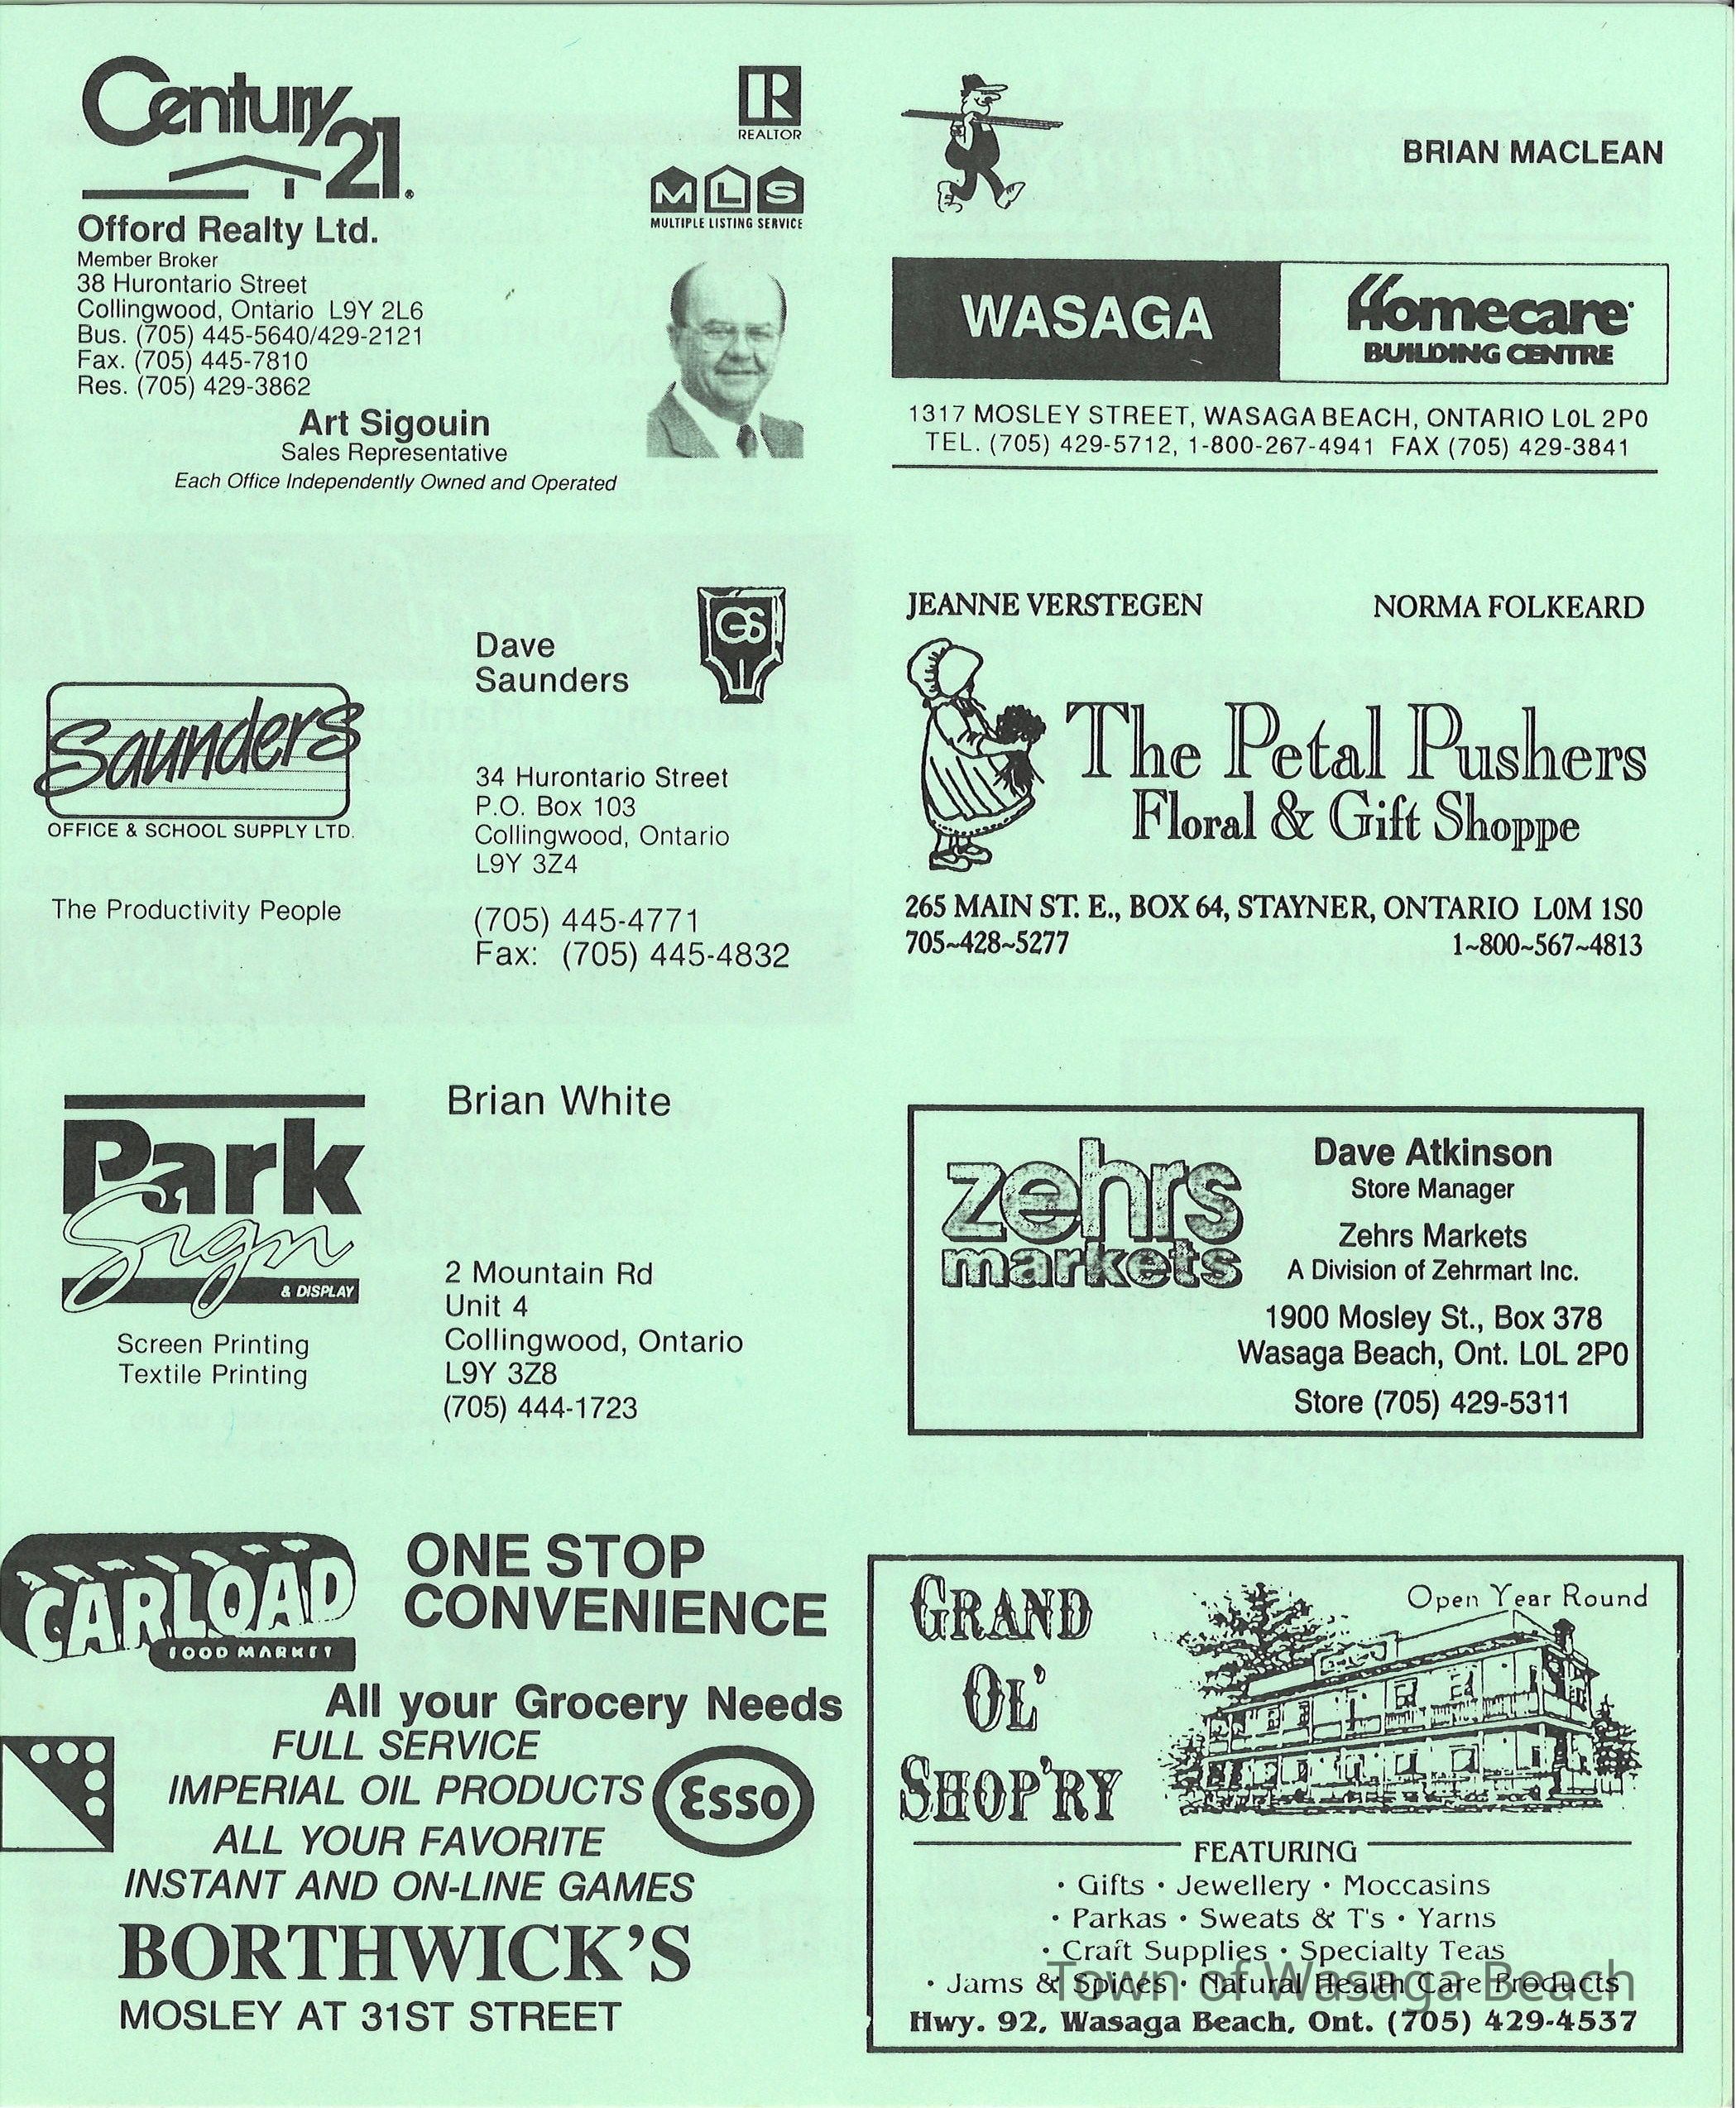 Century 21®
Offord Realty Ltd.
Member Broker
38 Hurontario Street
Collingwood, Ontario L9Y 2L6
Bus. (705) 445-5640/429-2121
Fax. (705) 445-7810
Res. (705) 429-3862
Art Sigouin
Sales Representative
Each Office Independently Owned and Operated
R
REALTOR
MLS
MULTIPLE LISTING SERVICE
BRIAN MACLEAN
WASAGA
Homecare
BUILDING CENTRE
1317 MOSLEY STREET, WASAGA BEACH, ONTARIO L0L 2P0
TEL. (705) 429-5712, 1-800-267-4941 FAX (705) 429-3841
Saunders
OFFICE & SCHOOL SUPPLY LTD.
The Productivity People
Dave
Saunders
GS
34 Hurontario Street
P.O. Box 103
Collingwood, Ontario
L9Y 3Z4
(705) 445-4771
Fax: (705) 445-4832
JEANNE VERSTEGEN NORMA FOLKEARD
The Petal Pushers
Floral & Gift Shoppe
265 MAIN ST. E., BOX 64, STAYNER, ONTARIO L0M 1S0
705~428~5277 1~800~567~4813
Park
Sign
& DISPLAY
Screen Printing
Textile Printing
Brian White
2 Mountain Rd
Unit 4
Collingwood, Ontario
L9Y 3Z8
(705) 444-1723
zehrs
markets
Dave Atkinson
Store Manager
Zehrs Markets
A Division of Zehrmart Inc.
1900 Mosley St., Box 378
Wasaga Beach, Ont. L0L 2P0
Store (705) 429-5311
CARLOAD
FOOD MARKET
ONE STOP
CONVENIENCE
All your Grocery Needs
FULL SERVICE
IMPERIAL OIL PRODUCTS
Esso
ALL YOUR FAVORITE
INSTANT AND ON-LINE GAMES
BORTHWICK'S
MOSLEY AT 31ST STREET
GRAND
OL'
SHOP'RY
Open Year Round
FEATURING
· Gifts · Jewellery · Moccasins
· Parkas · Sweats & T's · Yarns
· Craft Supplies · Specialty Teas
· Jams & Spices · Natural Health Care Products
Hwy. 92, Wasaga Beach, Ont. (705) 429-4537
Town of Wasaga Beach